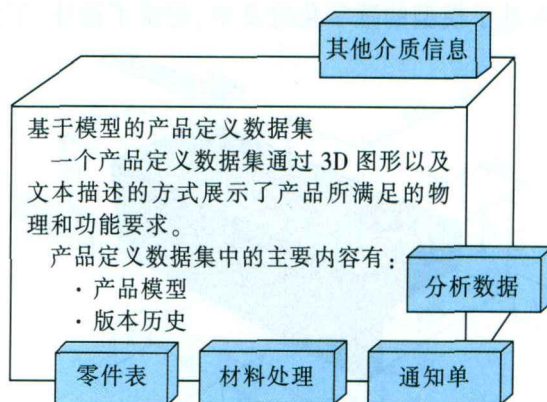 其他介质信息
基于模型的产品定义数据集
一个产品定义数据集通过 3D 图形以及
文本描述的方式展示了产品所满足的物
理和功能要求。
产品定义数据集中的主要内容有：
· 产品模型
· 版本历史
分析数据
零件表
材料处理
通知单